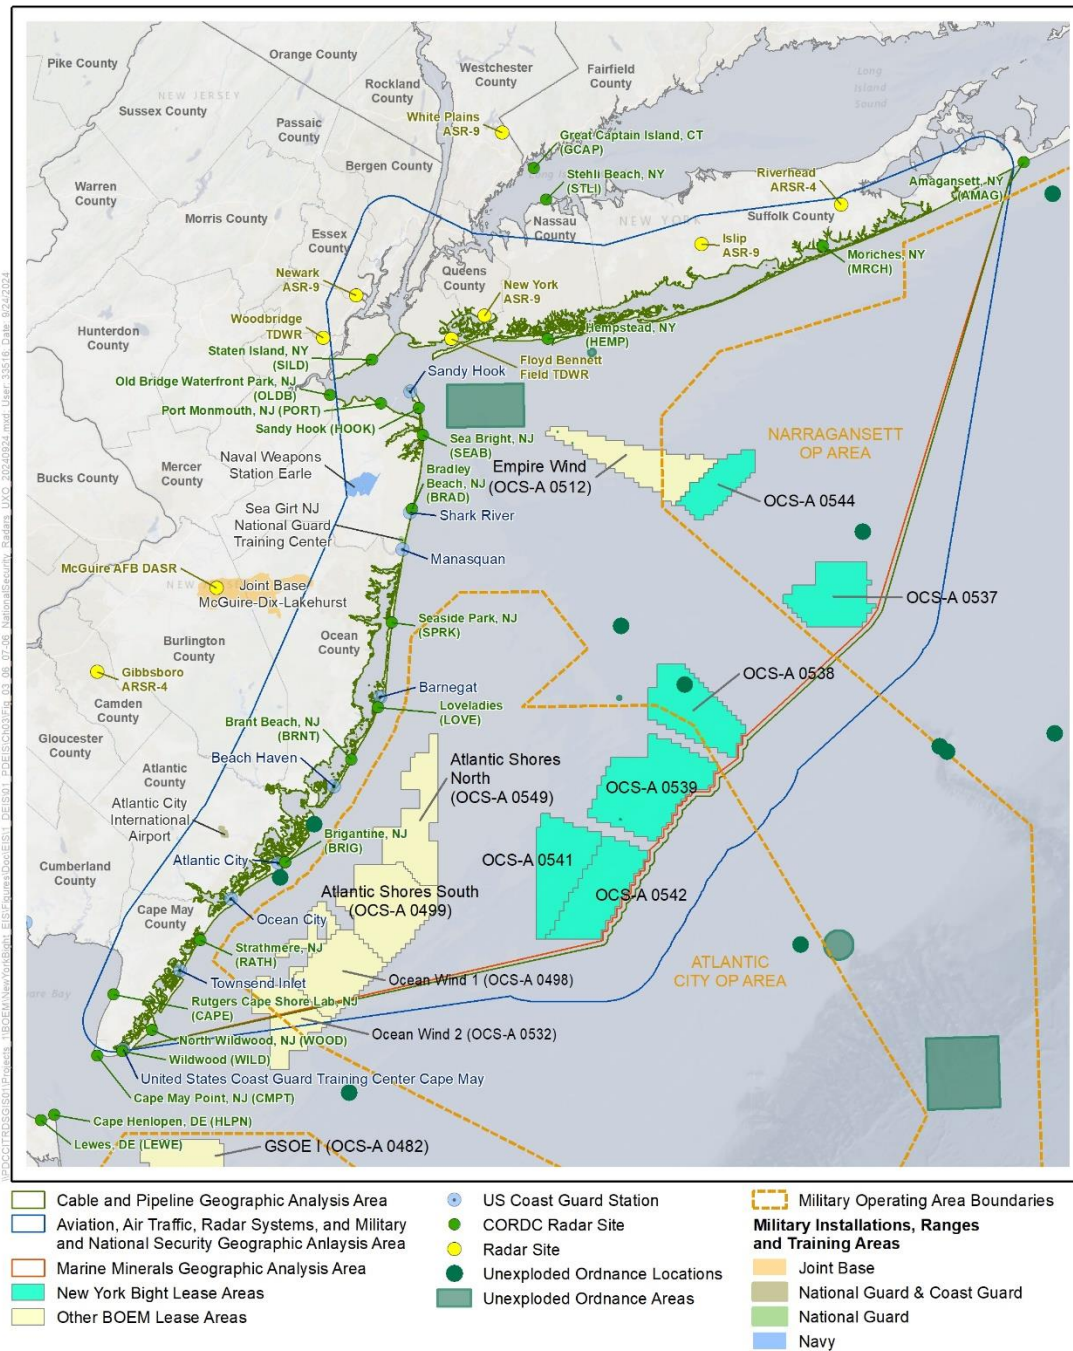 Pike County
Orange County
Westchester
County
Fairfield
County
Long
Island
Sound
Rockland
County
NEW JERSEY
Sussex County
Passaic
County
White Plains
ASR-9
Great Captain Island, CT
(GCAP)
Bergen County
Stehli Beach, NY
(STLI)
Riverhead
ARSR-4
Amagansett, NY
(AMAG)
Warren
County
Morris County
Nassau
County
NEW YORK
Suffolk County
Essex
County
Islip
ASR-9
Moriches, NY
(MRCH)
Newark
ASR-9
Queens
County
New York
ASR-9
Woodbridge
TDWR
Hunterdon
County
Hempstead, NY
(HEMP)
Staten Island, NY
(SILD)
Floyd Bennett
Field TDWR
Sandy Hook
Old Bridge Waterfront Park, NJ
(OLDB)
Port Monmouth, NJ (PORT)
Sandy Hook (HOOK)
Sea Bright, NJ
(SEAB)
NARRAGANSETT
OP AREA
Mercer
County
Bucks County
Naval Weapons
Station Earle
Bradley
Beach, NJ
(BRAD)
Empire Wind
(OCS-A 0512)
OCS-A 0544
Sea Girt NJ
National Guard
Training Center
Shark River
Manasquan
McGuire AFB DASR
NEW
Joint Base
McGuire-Dix-Lakehurst
OCS-A 0537
Burlington
County
Ocean
County
Seaside Park, NJ
(SPRK)
Gibbsboro
ARSR-4
Camden
County
OCS-A 0538
Barnegat
Loveladies
(LOVE)
Gloucester
County
Brant Beach, NJ
(BRNT)
Beach Haven
Atlantic
County
Atlantic Shores
North
(OCS-A 0549)
OCS-A 0539
Atlantic City
International
Airport
Brigantine, NJ
(BRIG)
Atlantic City
OCS-A 0541
Cumberland
County
Atlantic Shores South
(OCS-A 0499)
OCS-A 0542
Cape May
County
Ocean City
Strathmere, NJ
(RATH)
ATLANTIC
CITY OP AREA
Townsend Inlet
Ocean Wind 1 (OCS-A 0498)
Rutgers Cape Shore Lab, NJ
(CAPE)
North Wildwood, NJ (WOOD)
Ocean Wind 2 (OCS-A 0532)
Wildwood (WILD)
United States Coast Guard Training Center Cape May
Cape May Point, NJ (CMPT)
Cape Henlopen, DE (HLPN)
Lewes, DE (LEWE)
GSOE I (OCS-A 0482)
Cable and Pipeline Geographic Analysis Area
Aviation, Air Traffic, Radar Systems, and Military
and National Security Geographic Anlaysis Area
Marine Minerals Geographic Analysis Area
New York Bight Lease Areas
Other BOEM Lease Areas
US Coast Guard Station
CORDC Radar Site
Radar Site
Unexploded Ordnance Locations
Unexploded Ordnance Areas
Military Operating Area Boundaries
Military Installations, Ranges
and Training Areas
Joint Base
National Guard & Coast Guard
National Guard
Navy